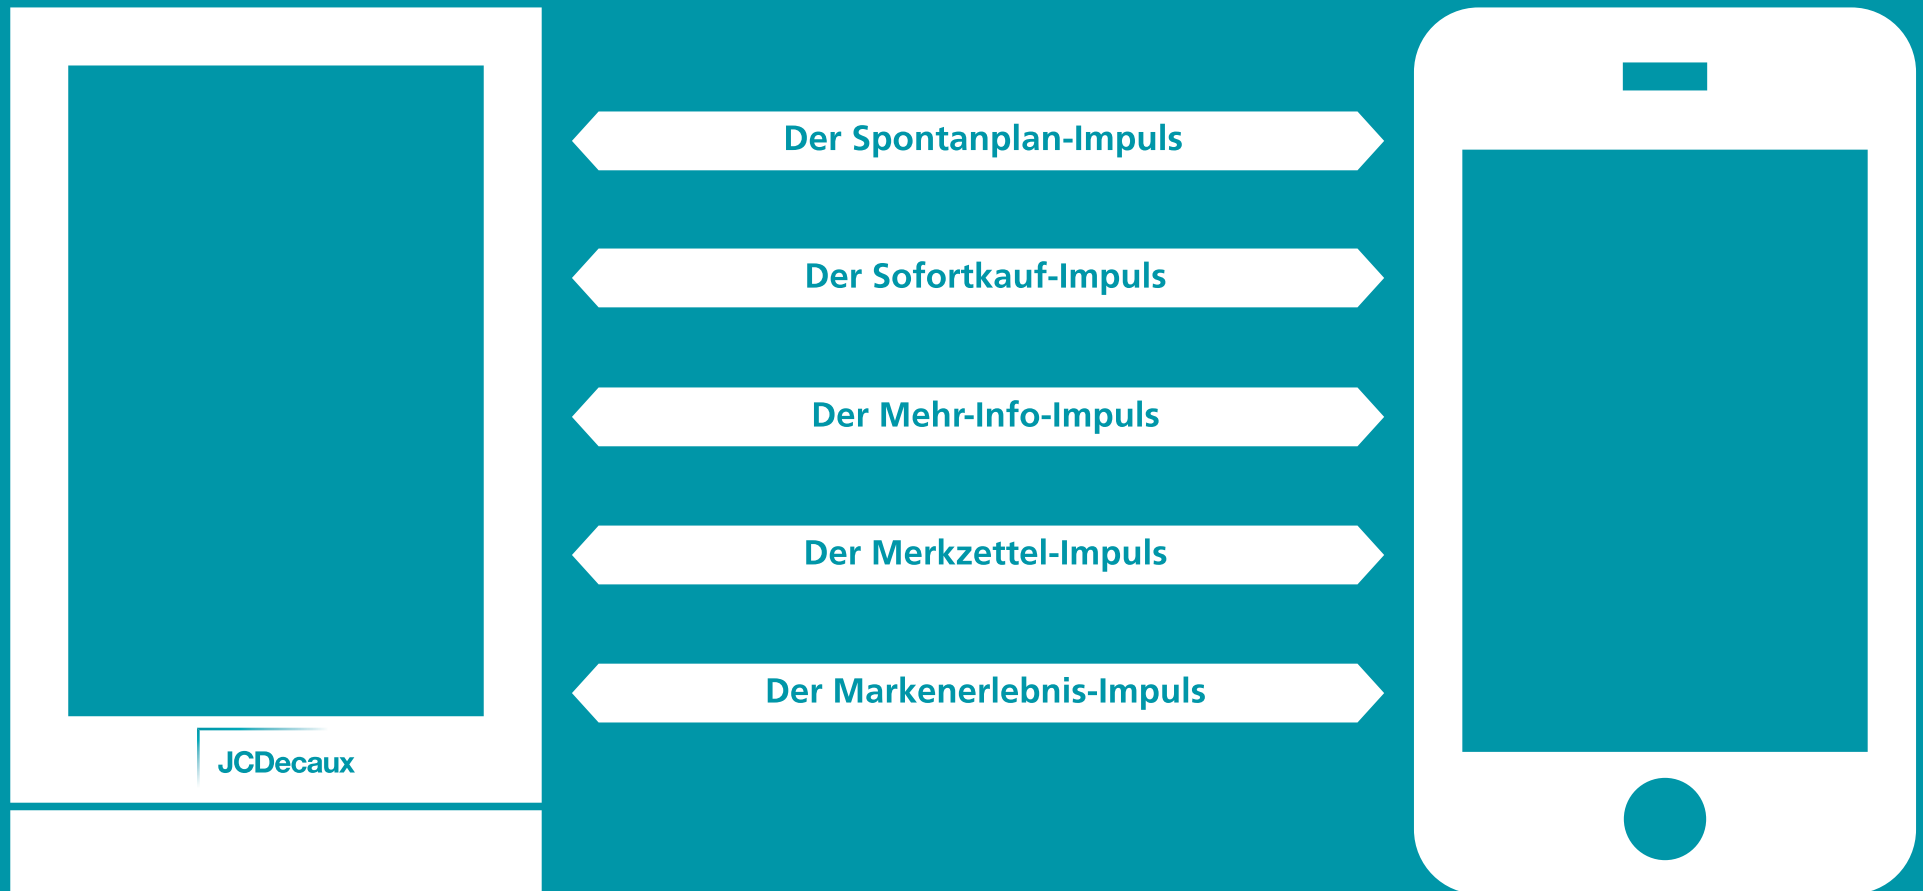 Der Spontanplan-Impuls
Der Sofortkauf-Impuls
Der Mehr-Info-Impuls
Der Merkzettel-Impuls
Der Markenerlebnis-Impuls
JCDecaux